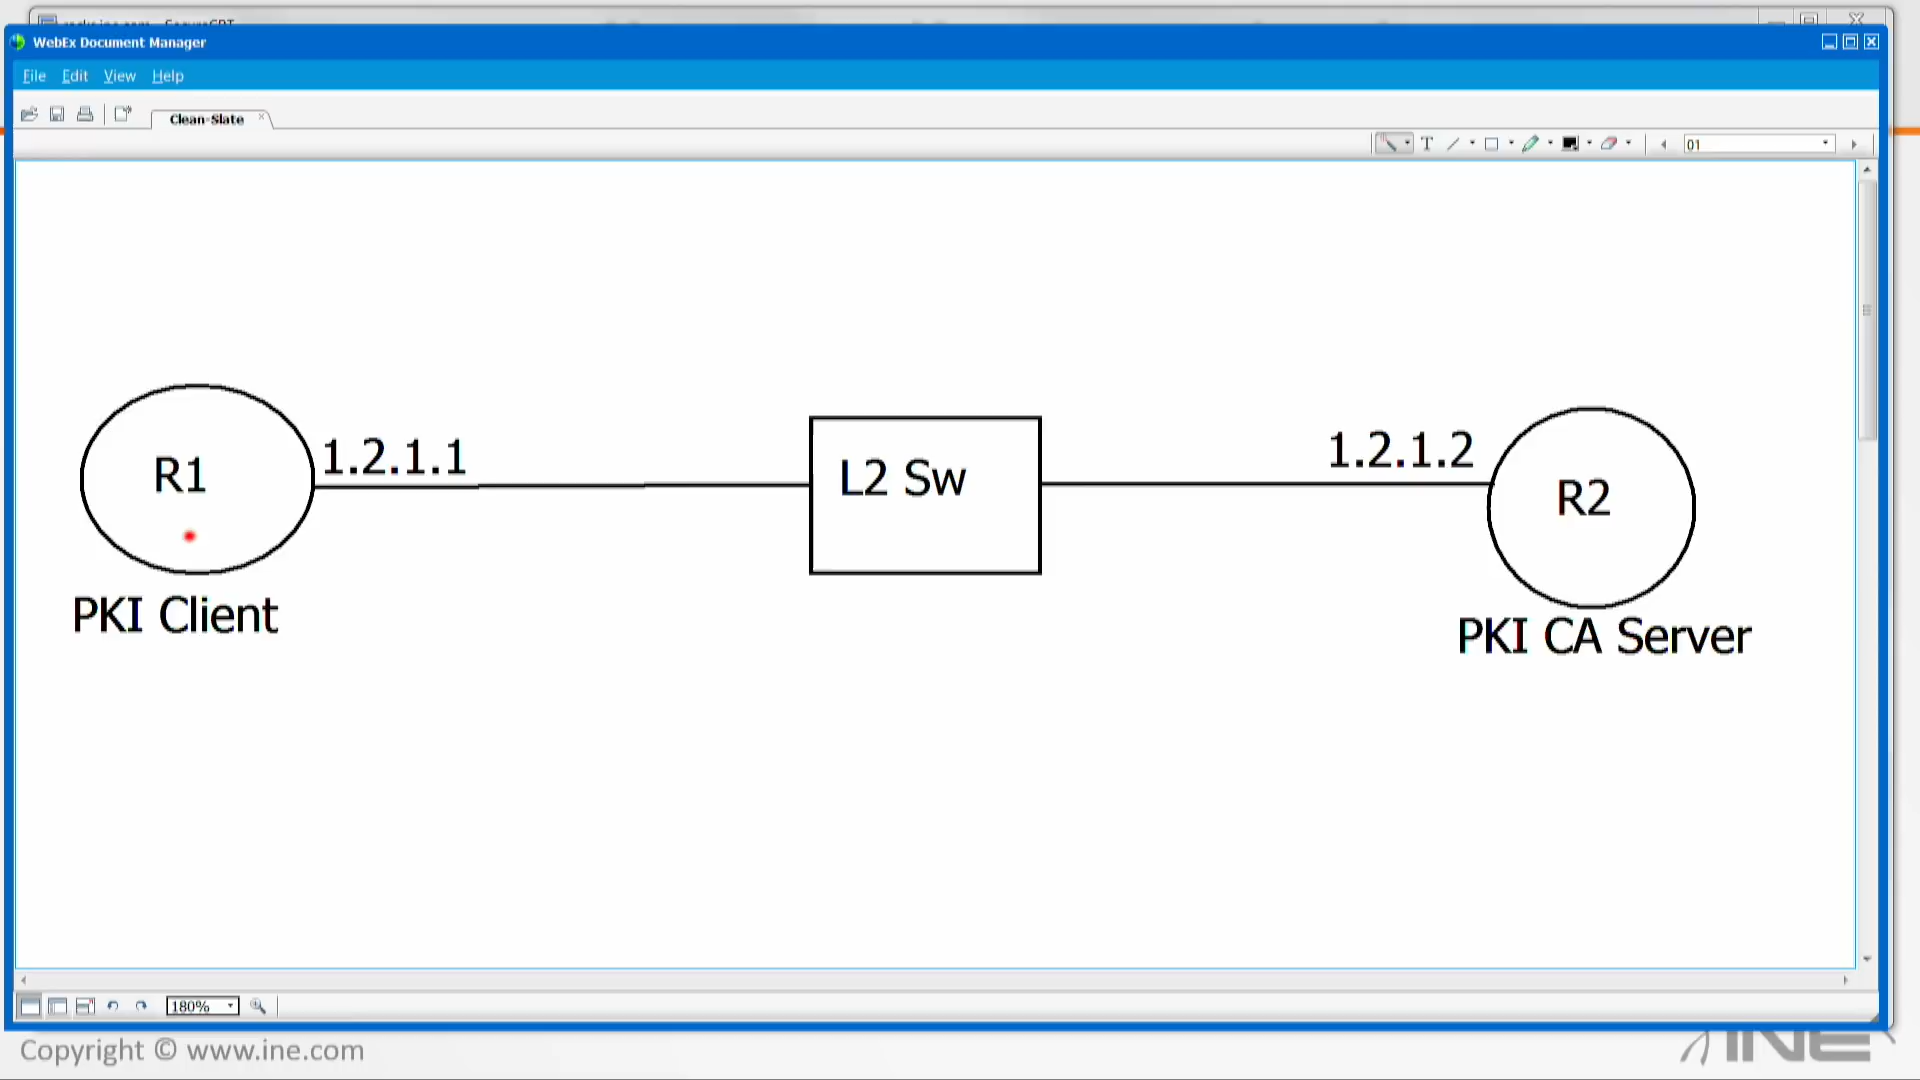 WebEx Document Manager
File Edit View Help
Clean-Slate
T
01
R1
1.2.1.1
L2 Sw
1.2.1.2
R2
PKI Client
PKI CA Server
180%
Copyright © www.ine.com
INE